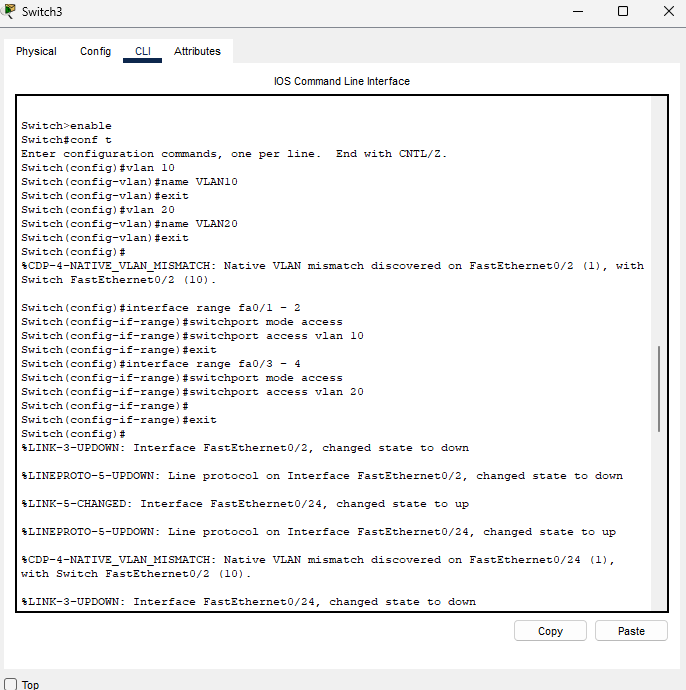 Switch3
Physical Config CLI Attributes
IOS Command Line Interface
Switch>enable
Switch#conf t
Enter configuration commands, one per line.  End with CNTL/Z.
Switch(config)#vlan 10
Switch(config-vlan)#name VLAN10
Switch(config-vlan)#exit
Switch(config)#vlan 20
Switch(config-vlan)#name VLAN20
Switch(config-vlan)#exit
Switch(config)#
%CDP-4-NATIVE_VLAN_MISMATCH: Native VLAN mismatch discovered on FastEthernet0/2 (1), with
Switch FastEthernet0/2 (10).
Switch(config)#interface range fa0/1 - 2
Switch(config-if-range)#switchport mode access
Switch(config-if-range)#switchport access vlan 10
Switch(config-if-range)#exit
Switch(config)#interface range fa0/3 - 4
Switch(config-if-range)#switchport mode access
Switch(config-if-range)#switchport access vlan 20
Switch(config-if-range)#
Switch(config-if-range)#exit
Switch(config)#
%LINK-3-UPDOWN: Interface FastEthernet0/2, changed state to down
%LINEPROTO-5-UPDOWN: Line protocol on Interface FastEthernet0/2, changed state to down
%LINK-5-CHANGED: Interface FastEthernet0/24, changed state to up
%LINEPROTO-5-UPDOWN: Line protocol on Interface FastEthernet0/24, changed state to up
%CDP-4-NATIVE_VLAN_MISMATCH: Native VLAN mismatch discovered on FastEthernet0/24 (1),
with Switch FastEthernet0/2 (10).
%LINK-3-UPDOWN: Interface FastEthernet0/24, changed state to down
Copy Paste
Top